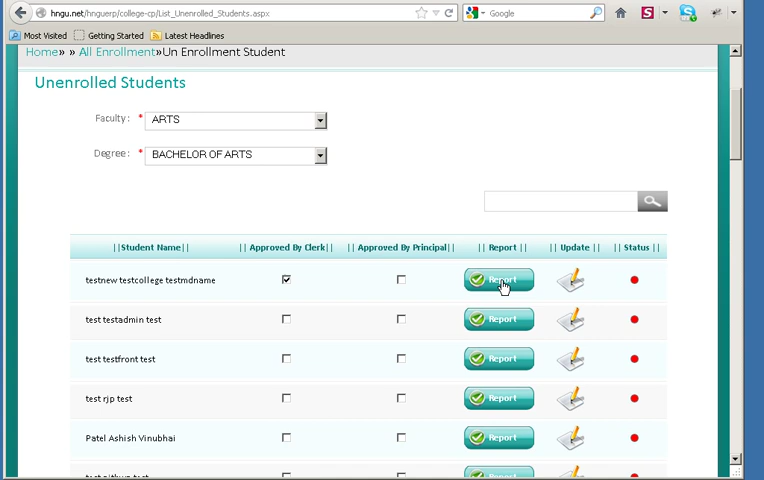 hngu.net/hnguerp/college-cp/List_Unenrolled_Students.aspx
Google
Most Visited Getting Started Latest Headlines
Home» » All Enrollment»Un Enrollment Student
Unenrolled Students
Faculty : * ARTS
Degree : * BACHELOR OF ARTS
||Student Name|| || Approved By Clerk|| || Approved By Principal|| || Report || || Update || || Status ||
testnew testcollege testmdname Report
test testadmin test Report
test testfront test Report
test rjp test Report
Patel Ashish Vinubhai Report
Report